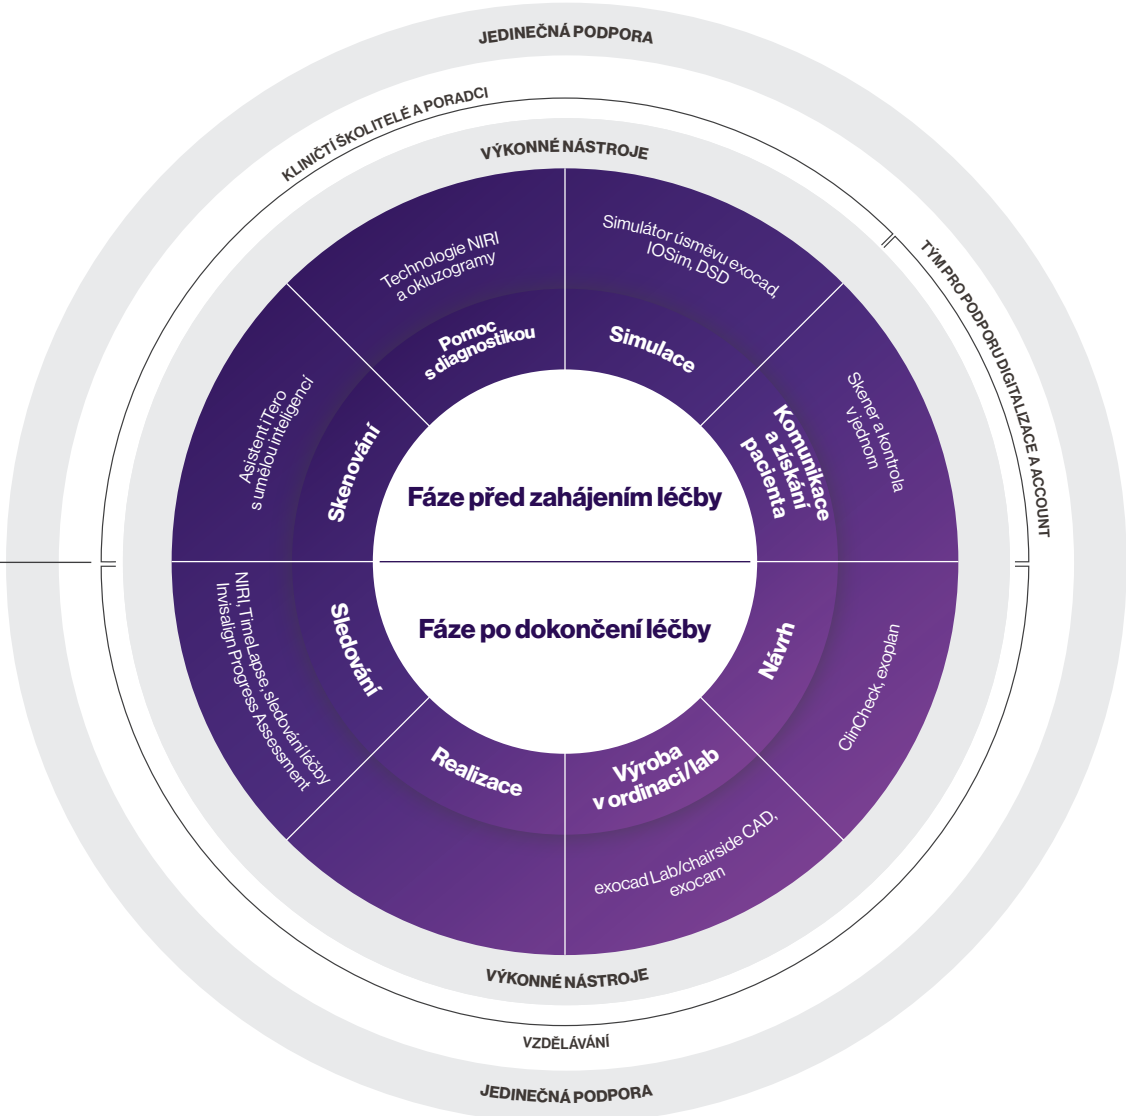 JEDINEČNÁ PODPORA
KLINIČTÍ ŠKOLITELÉ A PORADCI
VÝKONNÉ NÁSTROJE
TÝM PRO PODPORU DIGITALIZACE A ACCOUNT
Technologie NIRI
a okluzogramy
Simulátor úsměvu exocad,
IOSim, DSD
Pomoc
s diagnostikou
Simulace
Asistent iTero
s umělou inteligencí
Skenování
Komunikace
a získání
pacienta
Skener a kontrola
v jednom
Fáze před zahájením léčby
Fáze po dokončení léčby
NIRI, TimeLapse, sledování léčby
Invisalign Progress Assessment
Sledování
Návrh
ClinCheck, exoplan
Realizace
Výroba
v ordinaci/lab
exocad Lab/chairside CAD,
exocam
VÝKONNÉ NÁSTROJE
VZDĚLÁVÁNÍ
JEDINEČNÁ PODPORA